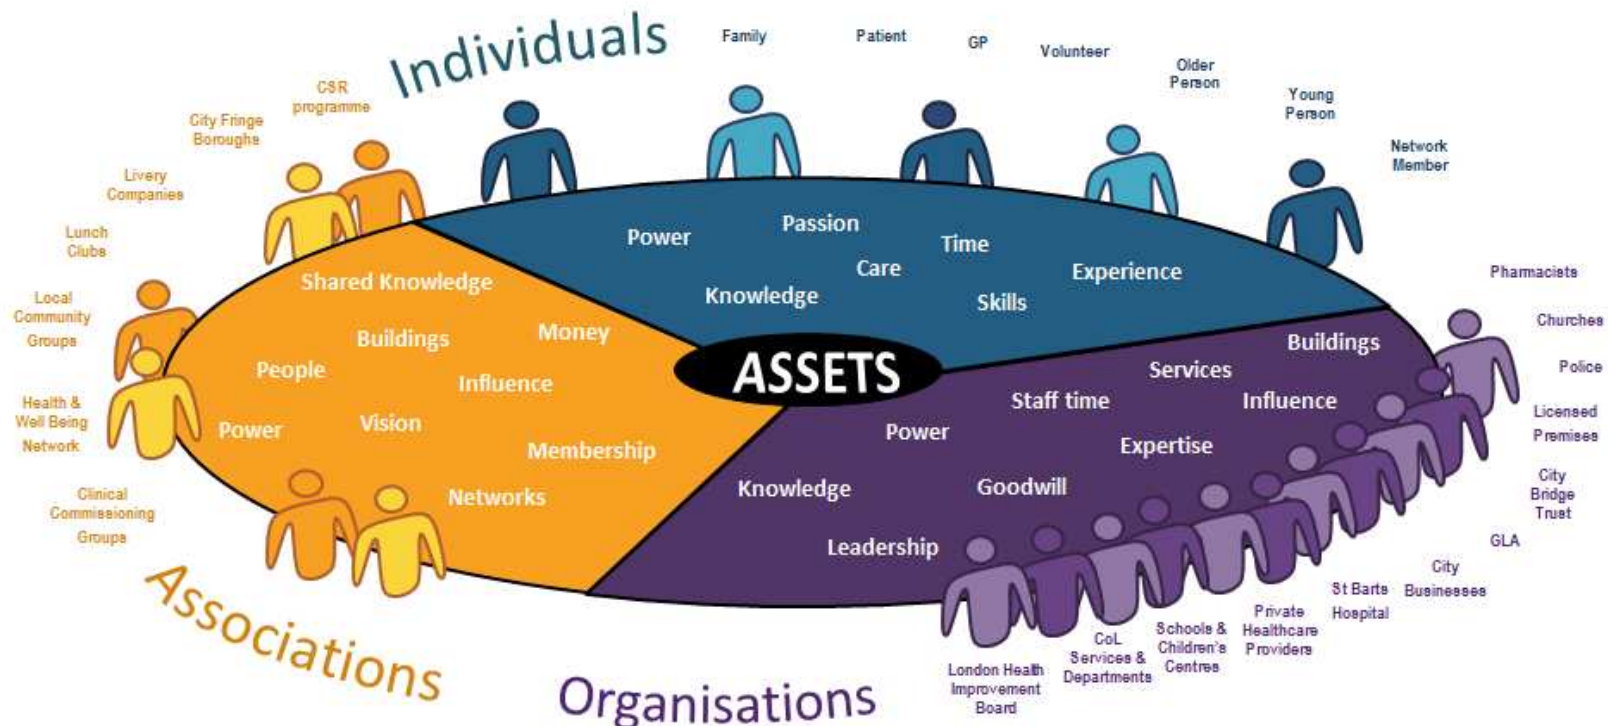 Individuals
Family
Patient
GP
Volunteer
Older
Person
Young
Person
Network
Member
Power
Passion
Time
Care
Knowledge
Skills
Experience
ASSETS
CSR
programme
City Fringe
Boroughs
Livery
Companies
Lunch
Clubs
Local
Community
Groups
Health &
Well Being
Network
Clinical
Commissioning
Groups
Associations
Shared Knowledge
Buildings
Money
People
Influence
Power
Vision
Membership
Networks
Buildings
Services
Staff time
Influence
Power
Expertise
Knowledge
Goodwill
Leadership
Pharmacists
Churches
Police
Licensed
Premises
City
Bridge
Trust
GLA
City
Businesses
St Barts
Hospital
Private
Healthcare
Providers
Schools &
Children's
Centres
CoL
Services &
Departments
London Health
Improvement
Board
Organisations